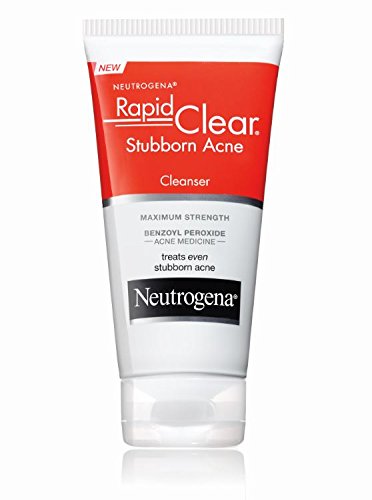 NEW
NEUTROGENA®
Rapid Clear®
Stubborn Acne
Cleanser
MAXIMUM STRENGTH
BENZOYL PEROXIDE
—ACNE MEDICINE—
treats even
stubborn acne
Neutrogena®